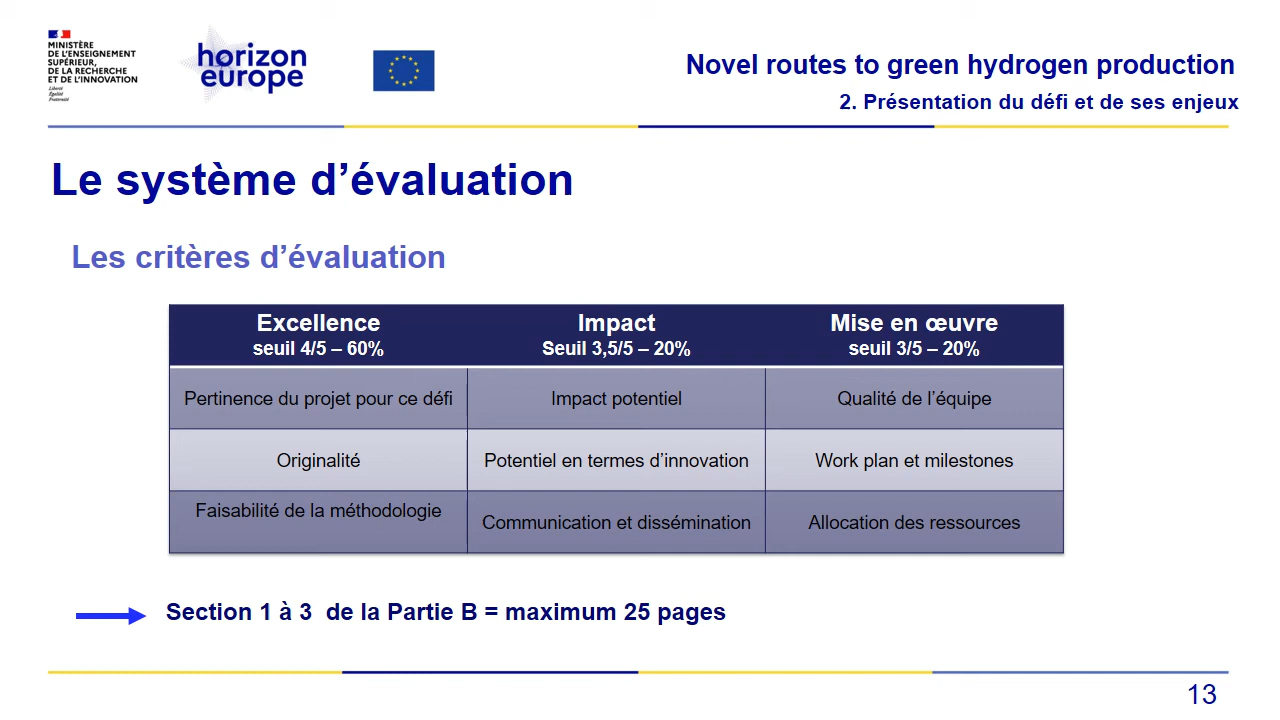 MINISTÈRE
DE L'ENSEIGNEMENT
SUPÉRIEUR,
DE LA RECHERCHE
ET DE L'INNOVATION
Liberté
Égalité
Fraternité
horizon
europe
Novel routes to green hydrogen production
2. Présentation du défi et de ses enjeux
Le système d’évaluation
Les critères d’évaluation
Excellence
seuil 4/5 – 60%
Impact
Seuil 3,5/5 – 20%
Mise en œuvre
seuil 3/5 – 20%
Pertinence du projet pour ce défi
Impact potentiel
Qualité de l’équipe
Originalité
Potentiel en termes d’innovation
Work plan et milestones
Faisabilité de la méthodologie
Communication et dissémination
Allocation des ressources
Section 1 à 3  de la Partie B = maximum 25 pages
13